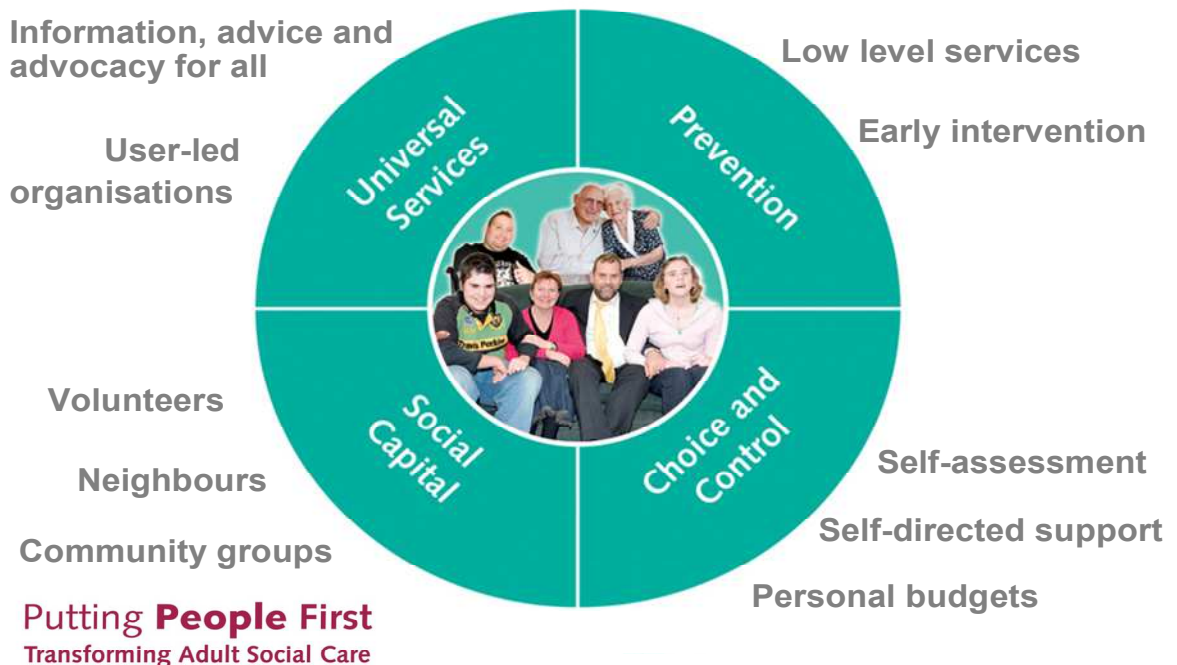 Information, advice and
advocacy for all
User-led
organisations
Universal
Services
Low level services
Early intervention
Prevention
Volunteers
Neighbours
Community groups
Social
Capital
Choice and
Control
Self-assessment
Self-directed support
Personal budgets
Travis Perkins
Putting People First
Transforming Adult Social Care